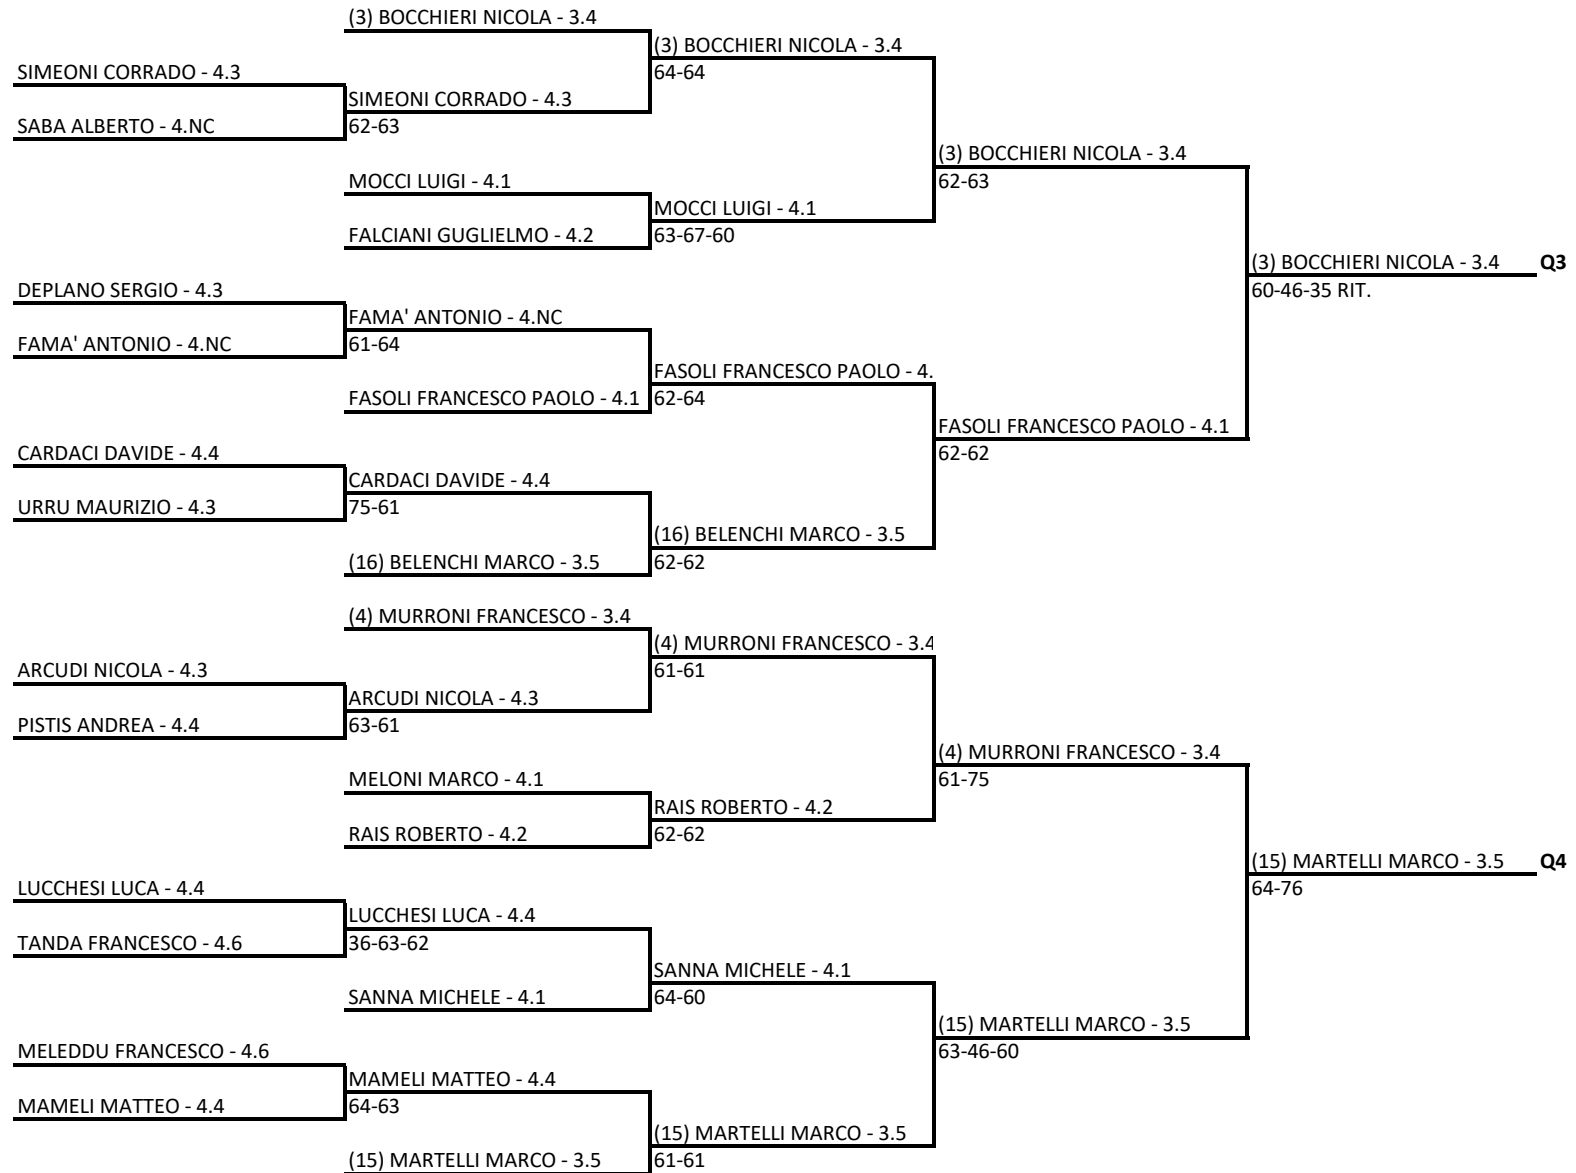 (3) BOCCHIERI NICOLA - 3.4
(3) BOCCHIERI NICOLA - 3.4
SIMEONI CORRADO - 4.3
64-64
SIMEONI CORRADO - 4.3
SABA ALBERTO - 4.NC
62-63
(3) BOCCHIERI NICOLA - 3.4
MOCCI LUIGI - 4.1
62-63
MOCCI LUIGI - 4.1
FALCIANI GUGLIELMO - 4.2
63-67-60
(3) BOCCHIERI NICOLA - 3.4 Q3
DEPLANO SERGIO - 4.3
60-46-35 RIT.
FAMA' ANTONIO - 4.NC
FAMA' ANTONIO - 4.NC
61-64
FASOLI FRANCESCO PAOLO - 4.
FASOLI FRANCESCO PAOLO - 4.1
62-64
FASOLI FRANCESCO PAOLO - 4.1
CARDACI DAVIDE - 4.4
62-62
CARDACI DAVIDE - 4.4
URRU MAURIZIO - 4.3
75-61
(16) BELENCHI MARCO - 3.5
(16) BELENCHI MARCO - 3.5
62-62
(4) MURRONI FRANCESCO - 3.4
(4) MURRONI FRANCESCO - 3.4
ARCUDI NICOLA - 4.3
61-61
ARCUDI NICOLA - 4.3
PISTIS ANDREA - 4.4
63-61
(4) MURRONI FRANCESCO - 3.4
MELONI MARCO - 4.1
61-75
RAIS ROBERTO - 4.2
RAIS ROBERTO - 4.2
62-62
(15) MARTELLI MARCO - 3.5 Q4
LUCCHESI LUCA - 4.4
64-76
LUCCHESI LUCA - 4.4
TANDA FRANCESCO - 4.6
36-63-62
SANNA MICHELE - 4.1
SANNA MICHELE - 4.1
64-60
(15) MARTELLI MARCO - 3.5
MELEDDU FRANCESCO - 4.6
63-46-60
MAMELI MATTEO - 4.4
MAMELI MATTEO - 4.4
64-63
(15) MARTELLI MARCO - 3.5
(15) MARTELLI MARCO - 3.5
61-61